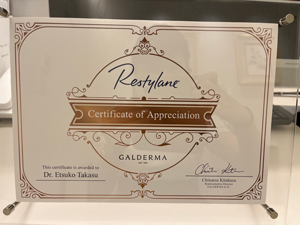 Restylane
Certificate of Appreciation
GALDERMA
This certificate is awarded to
Dr. Etsuko Takasu